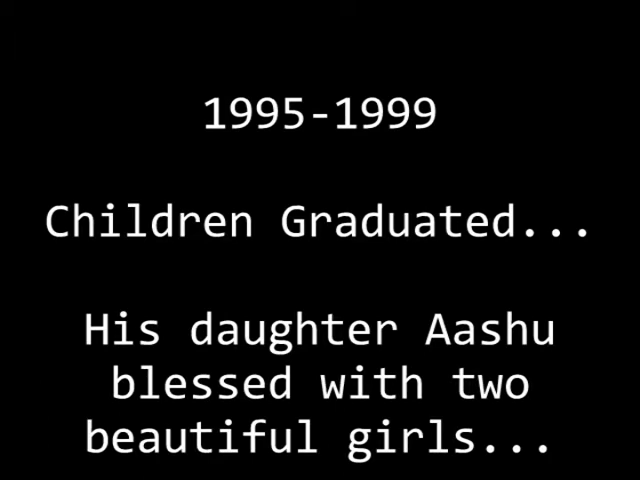 1995-1999
Children Graduated...
His daughter Aashu
blessed with two
beautiful girls...